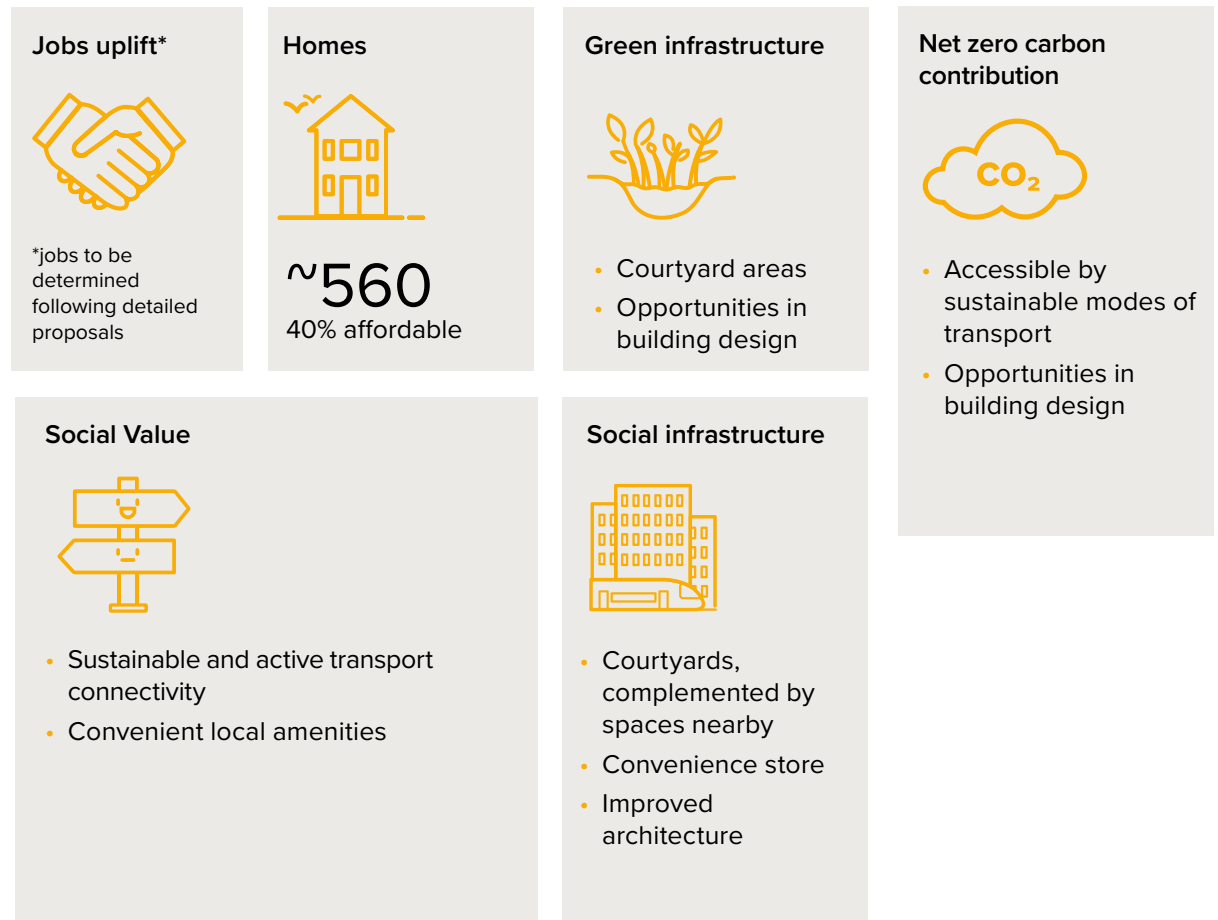 Jobs uplift*
*jobs to be
determined
following detailed
proposals
Homes
~560
40% affordable
Green infrastructure
• Courtyard areas
• Opportunities in
building design
Net zero carbon
contribution
CO₂
• Accessible by
sustainable modes of
transport
• Opportunities in
building design
Social Value
• Sustainable and active transport
connectivity
• Convenient local amenities
Social infrastructure
• Courtyards,
complemented by
spaces nearby
• Convenience store
• Improved
architecture